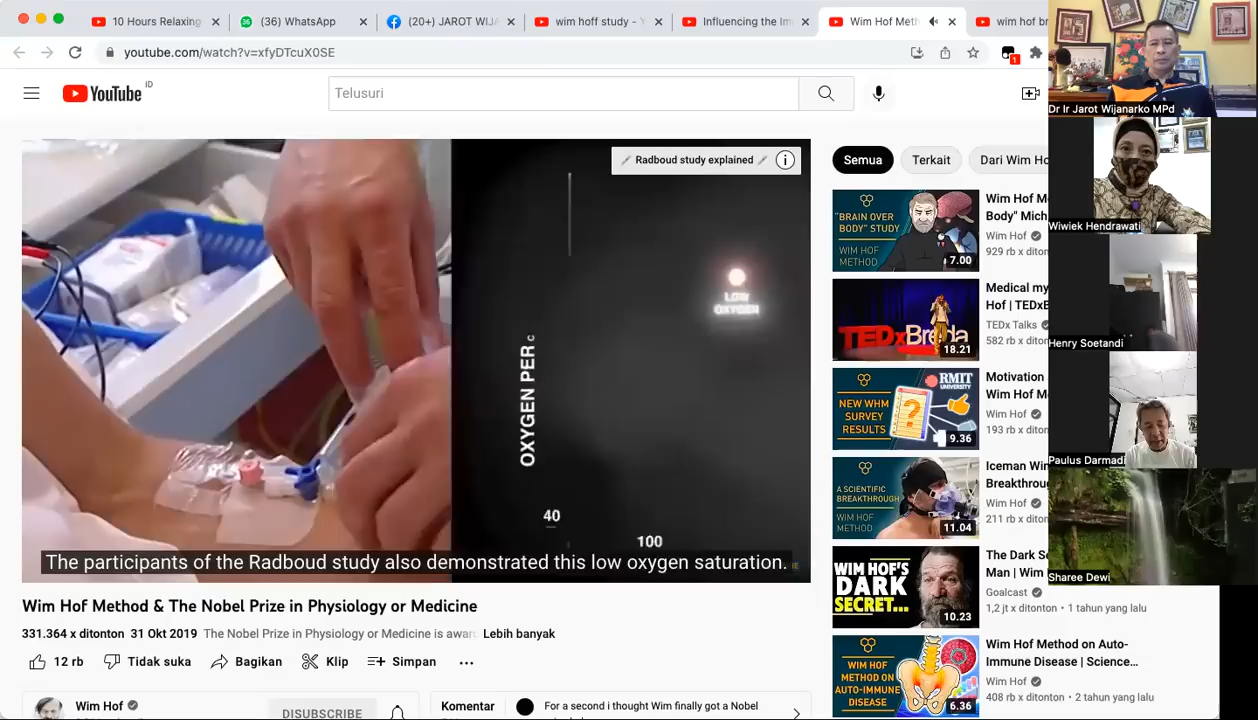 10 Hours Relaxing
(36) WhatsApp
(20+) JAROT WIJA
wim hoff study - Y
Influencing the Im
Wim Hof Meth
wim hof br
youtube.com/watch?v=xfyDTcuX0SE
1
YouTube
ID
Telusuri
Radboud study explained
LOW
OXYGEN
OXYGEN PER
40
100
The participants of the Radboud study also demonstrated this low oxygen saturation.
Wim Hof Method & The Nobel Prize in Physiology or Medicine
331.364 x ditonton 31 Okt 2019 The Nobel Prize in Physiology or Medicine is awar Lebih banyak
12 rb
Tidak suka
Bagikan
Klip
Simpan
Wim Hof
DISUBSCRIBE
Komentar
For a second i thought Wim finally got a Nobel
Semua
Terkait
Dari Wim Ho
"BRAIN OVER
BODY" STUDY
WIM HOF
METHOD
7.00
Wim Hof M
Body" Mich
Wim Hof
929 rb x diton
TEDxBreda
18.21
Medical my
Hof | TEDxB
TEDx Talks
582 rb x diton
RMIT
UNIVERSITY
NEW WHM
SURVEY
RESULTS
9.36
Motivation
Wim Hof M
Wim Hof
193 rb x diton
A SCIENTIFIC
BREAKTHROUGH
WIM HOF
METHOD
11.04
Iceman Wim
Breakthroug
Wim Hof
211 rb x diton
WIM HOF'S
DARK
SECRET...
10.23
The Dark Se
Man | Wim
Goalcast
1,2 jt x ditonton • 1 tahun yang lalu
WIM HOF
METHOD ON
AUTO-IMMUNE
DISEASE
6.36
Wim Hof Method on Auto-
Immune Disease | Science...
Wim Hof
408 rb x ditonton • 2 tahun yang lalu
Dr Ir Jarot Wijanarko MPd
Wiwiek Hendrawati
Henry Soetandi
Paulus Darmadi
Sharee Dewi